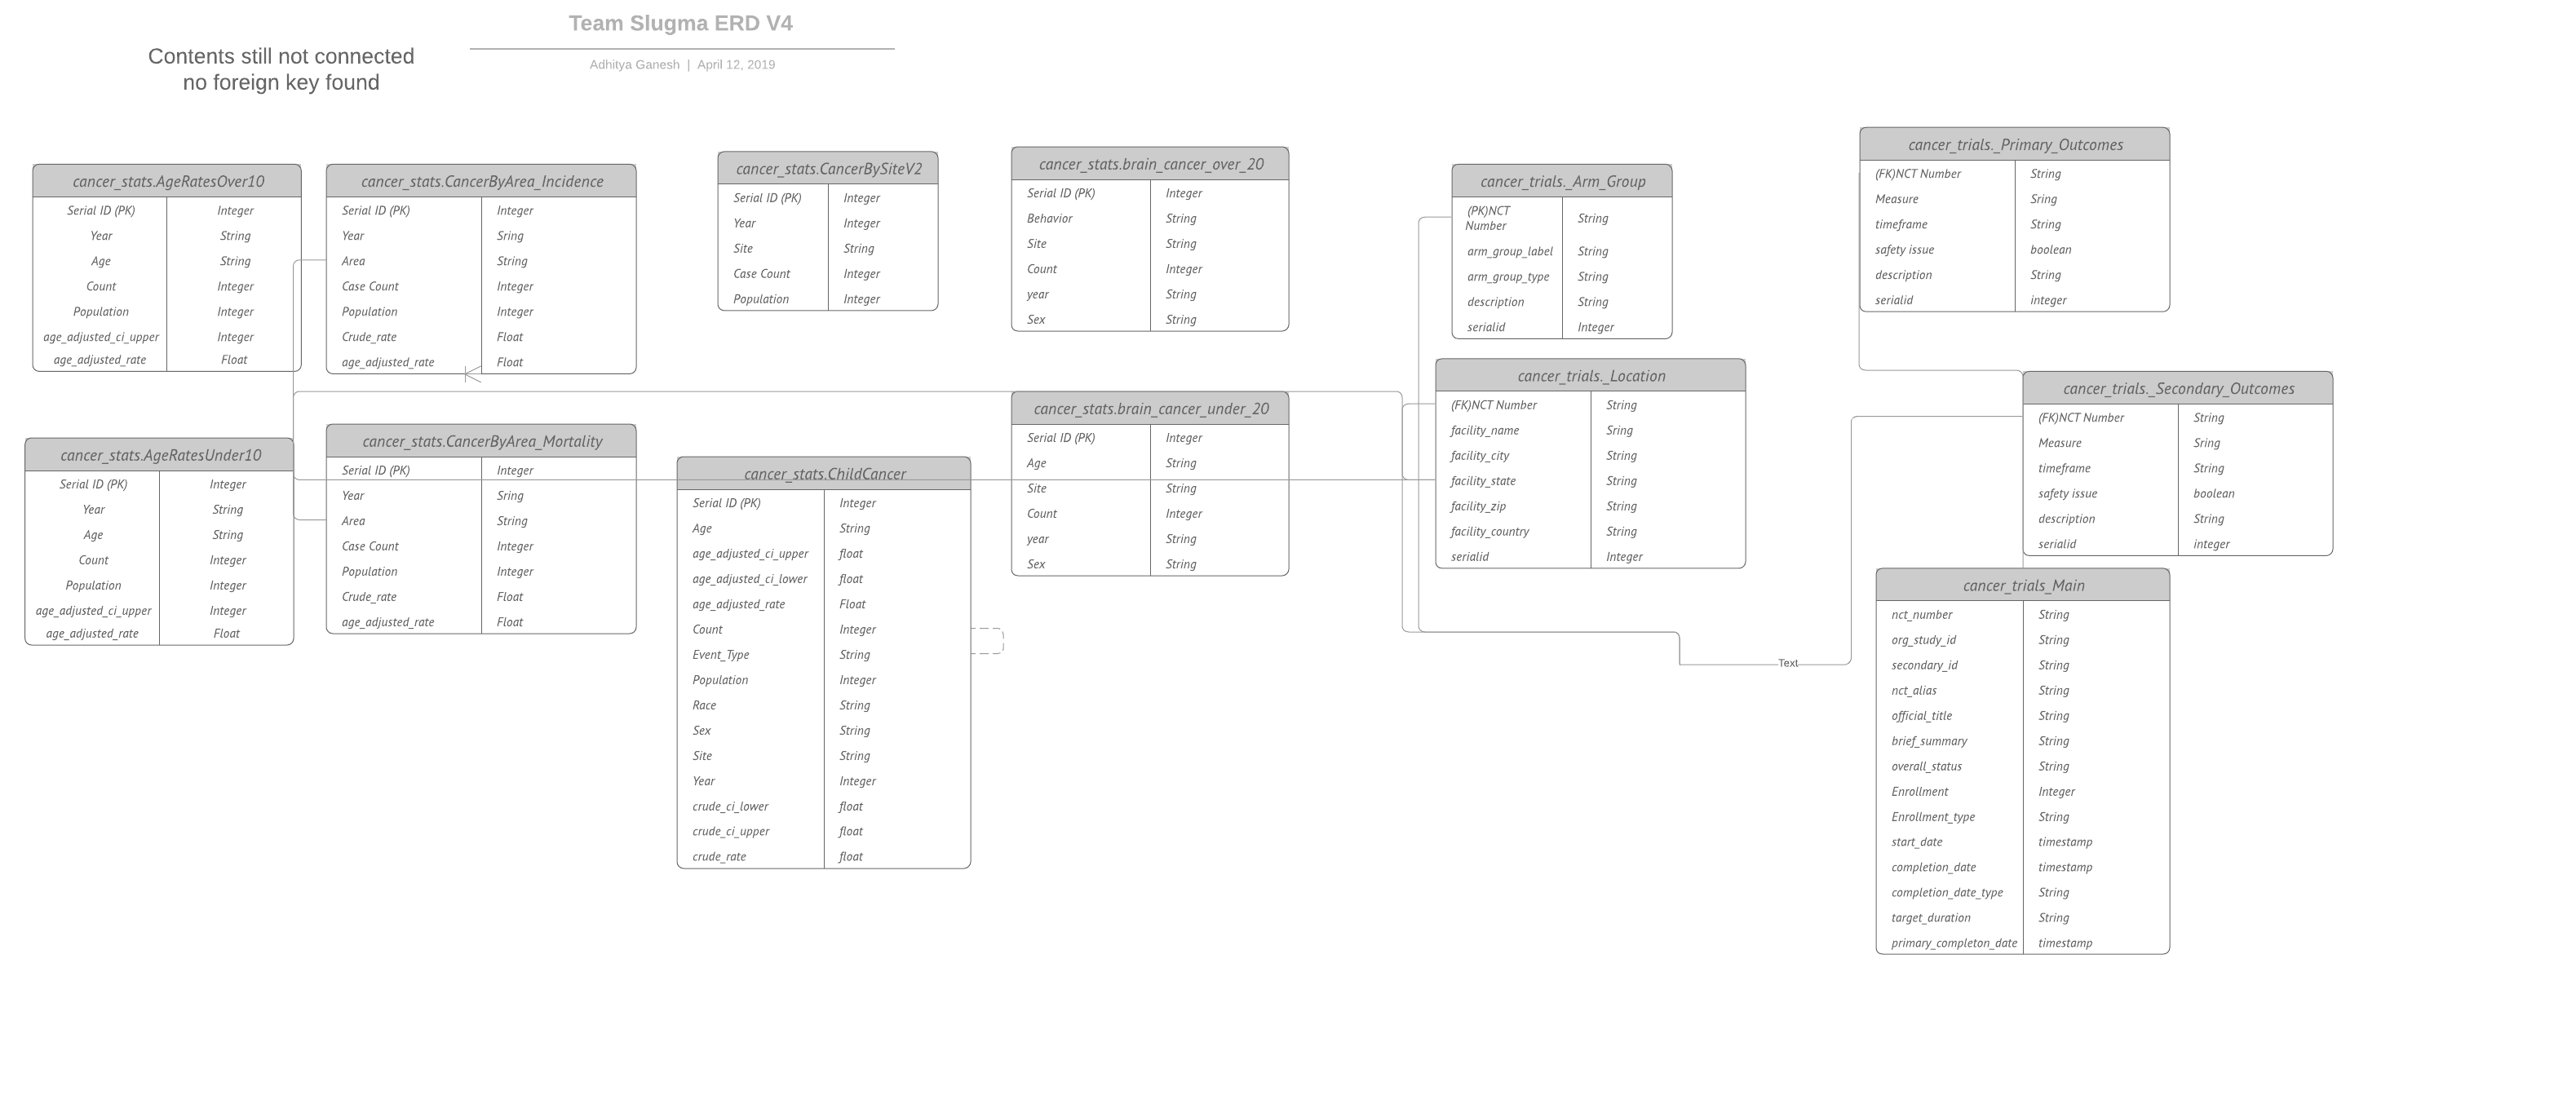 Team Slugma ERD V4
Adhitya Ganesh | April 12, 2019
Contents still not connected
no foreign key found
cancer_stats.AgeRatesOver10
Serial ID (PK) Integer
Year String
Age String
Count Integer
Population Integer
age_adjusted_ci_upper Integer
age_adjusted_rate Float
cancer_stats.CancerByArea_Incidence
Serial ID (PK) Integer
Year Sring
Area String
Case Count Integer
Population Integer
Crude_rate Float
age_adjusted_rate Float
cancer_stats.CancerBySiteV2
Serial ID (PK) Integer
Year Integer
Site String
Case Count Integer
Population Integer
cancer_stats.brain_cancer_over_20
Serial ID (PK) Integer
Behavior String
Site String
Count Integer
year String
Sex String
cancer_trials._Arm_Group
(PK)NCT
Number String
arm_group_label String
arm_group_type String
description String
serialid Integer
cancer_trials._Primary_Outcomes
(FK)NCT Number String
Measure Sring
timeframe String
safety issue boolean
description String
serialid integer
cancer_stats.AgeRatesUnder10
Serial ID (PK) Integer
Year String
Age String
Count Integer
Population Integer
age_adjusted_ci_upper Integer
age_adjusted_rate Float
cancer_stats.CancerByArea_Mortality
Serial ID (PK) Integer
Year Sring
Area String
Case Count Integer
Population Integer
Crude_rate Float
age_adjusted_rate Float
cancer_stats.ChildCancer
Serial ID (PK) Integer
Age String
age_adjusted_ci_upper float
age_adjusted_ci_lower float
age_adjusted_rate Float
Count Integer
Event_Type String
Population Integer
Race String
Sex String
Site String
Year Integer
crude_ci_lower float
crude_ci_upper float
crude_rate float
cancer_stats.brain_cancer_under_20
Serial ID (PK) Integer
Age String
Site String
Count Integer
year String
Sex String
cancer_trials._Location
(FK)NCT Number String
facility_name Sring
facility_city String
facility_state String
facility_zip String
facility_country String
serialid Integer
cancer_trials._Secondary_Outcomes
(FK)NCT Number String
Measure Sring
timeframe String
safety issue boolean
description String
serialid integer
Text
cancer_trials_Main
nct_number String
org_study_id String
secondary_id String
nct_alias String
official_title String
brief_summary String
overall_status String
Enrollment Integer
Enrollment_type String
start_date timestamp
completion_date timestamp
completion_date_type String
target_duration String
primary_completon_date timestamp